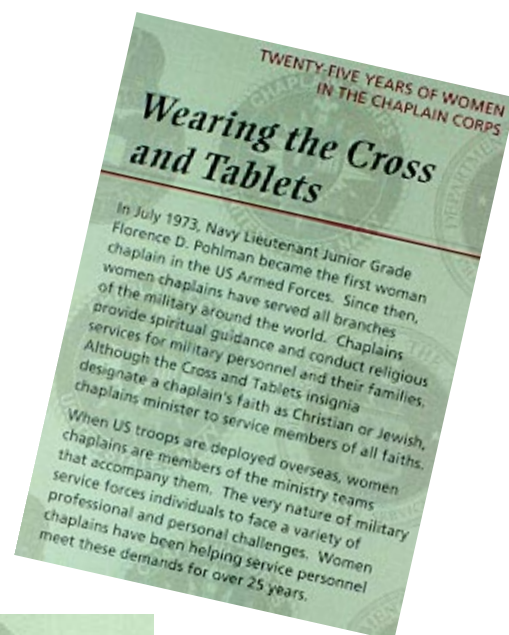 TWENTY-FIVE YEARS OF WOMEN
IN THE CHAPLAIN CORPS
Wearing the Cross
and Tablets
In July 1973, Navy Lieutenant Junior Grade
Florence D. Pohlman became the first woman
chaplain in the US Armed Forces. Since then,
women chaplains have served all branches
of the military around the world. Chaplains
provide spiritual guidance and conduct religious
services for military personnel and their families.
Although the Cross and Tablets insignia
designate a chaplain's faith as Christian or Jewish,
chaplains minister to service members of all faiths.
When US troops are deployed overseas, women
chaplains are members of the ministry teams
that accompany them. The very nature of military
service forces individuals to face a variety of
professional and personal challenges. Women
chaplains have been helping service personnel
meet these demands for over 25 years.